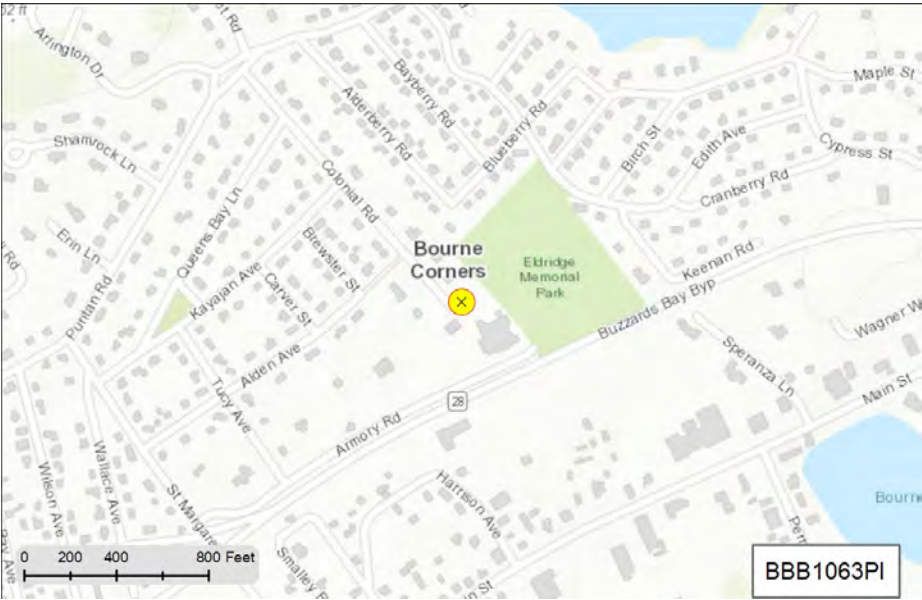 Arlington Dr
Bayberry Rd
Maple St
Alderberry Rd
Blueberry Rd
Birch St
Edith Ave
Cypress St
Shamrock Ln
Colonial Rd
Cranberry Rd
Queens Bay Ln
Erin Ln
Brewster St
Bourne
Corners
Keenan Rd
Eldridge
Memorial
Park
Kayajan Ave
Carver St
Puritan Rd
Buzzards Bay Byp
Wagner
Alden Ave
Speranza Ln
Main St
Tucy Ave
28
Armory Rd
Wilson Ave
Wallace Ave
St Margare
Harrison Ave
Bourn
Smalley R
0 200 400 800 Feet
BBB1063PI